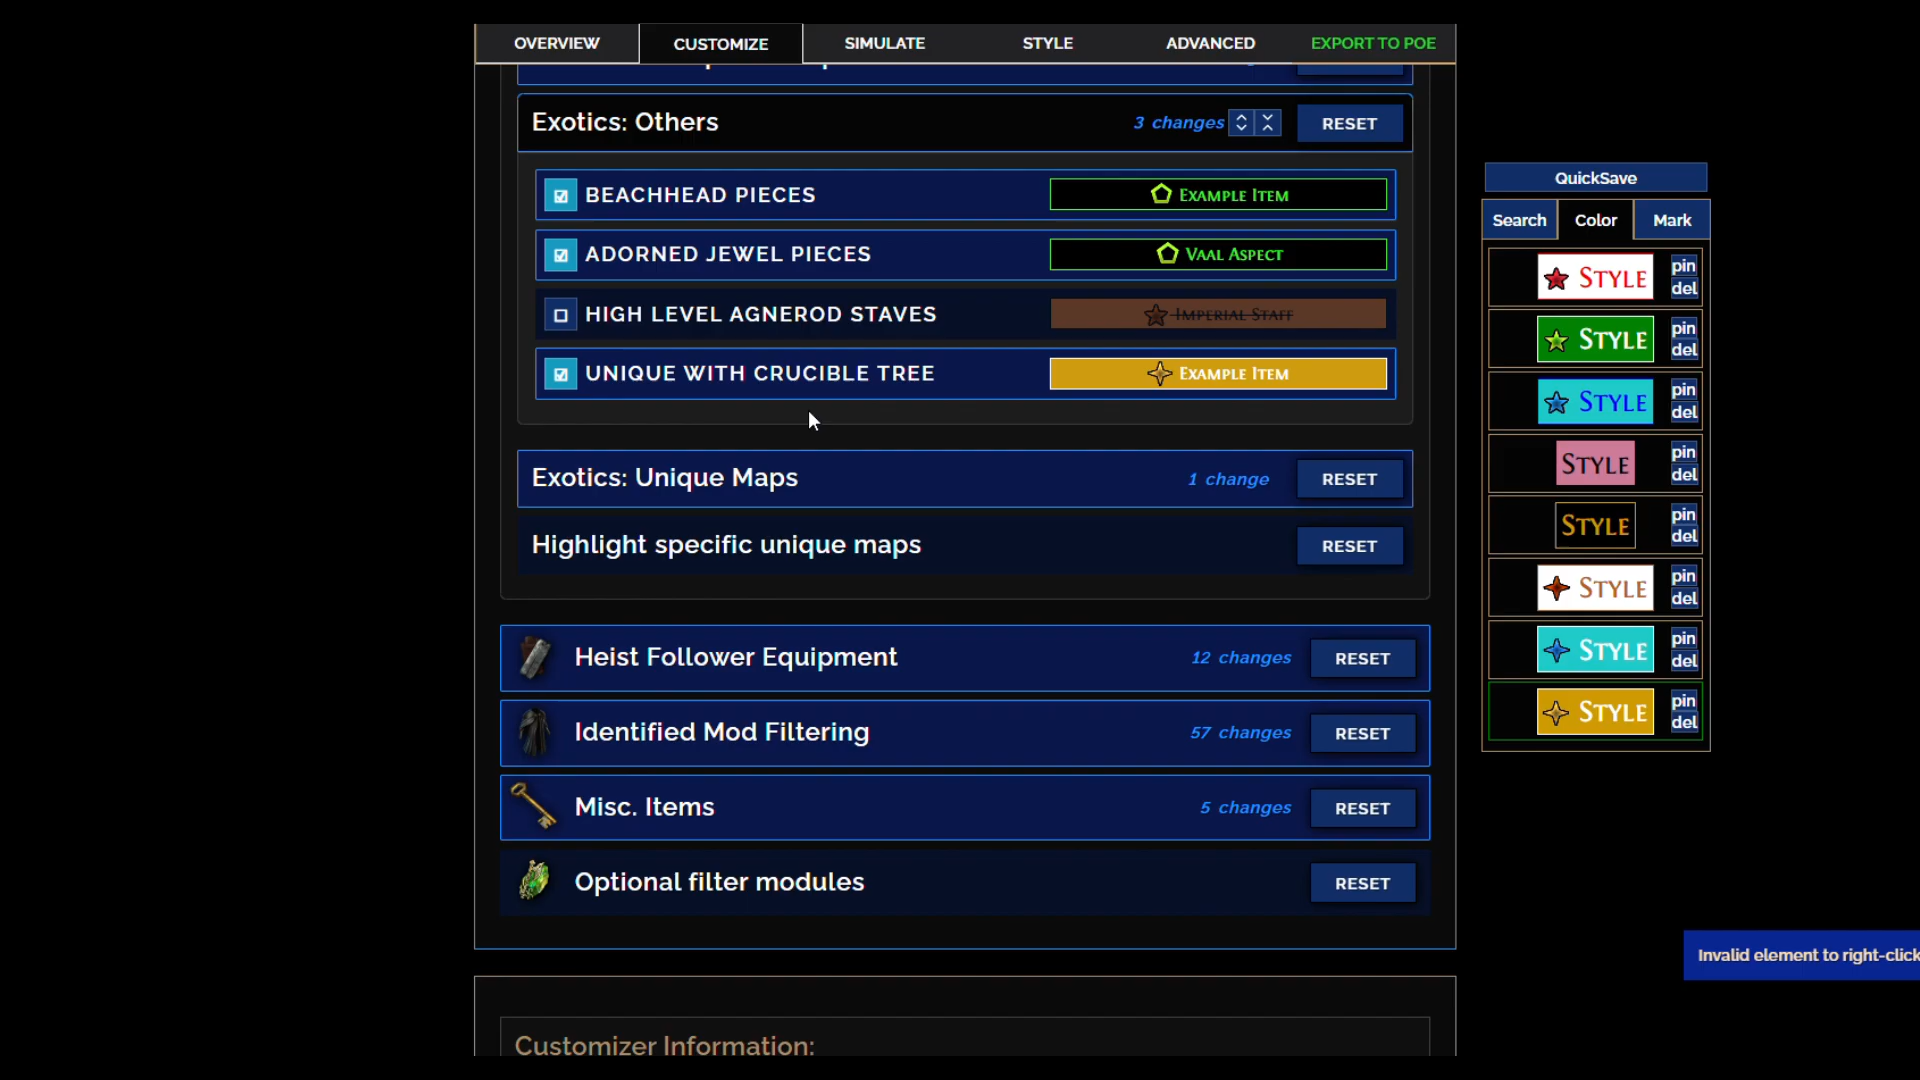 OVERVIEW
CUSTOMIZE
SIMULATE
STYLE
ADVANCED
EXPORT TO POE
Exotics: Others
3 changes
RESET
BEACHHEAD PIECES
Example Item
ADORNED JEWEL PIECES
Vaal Aspect
HIGH LEVEL AGNEROD STAVES
Imperial Staff
UNIQUE WITH CRUCIBLE TREE
Example Item
Exotics: Unique Maps
1 change
RESET
Highlight specific unique maps
RESET
Heist Follower Equipment
12 changes
RESET
Identified Mod Filtering
57 changes
RESET
Misc. Items
5 changes
RESET
Optional filter modules
RESET
Customizer Information:
QuickSave
Search
Color
Mark
Style
pin
del
Style
pin
del
Style
pin
del
Style
pin
del
Style
pin
del
Style
pin
del
Style
pin
del
Style
pin
del
Invalid element to right-click